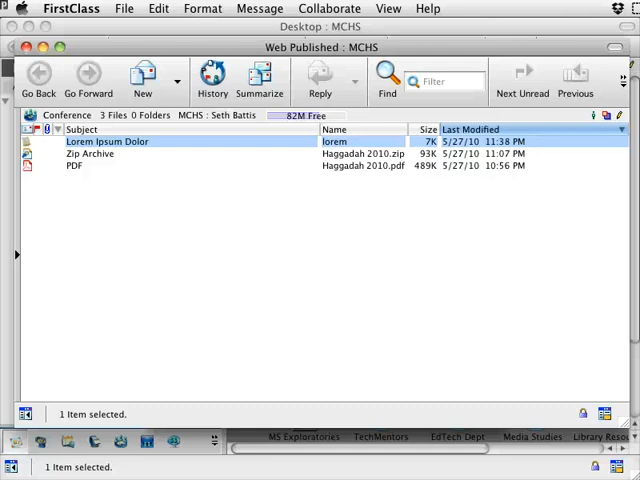 FirstClass File Edit Format Message Collaborate View Help
Desktop : MCHS
Web Published : MCHS
Go Back Go Forward New History Summarize Reply Find Filter Next Unread Previous
Conference 3 Files 0 Folders MCHS : Seth Battis 82M Free
Subject Name Size Last Modified
Lorem Ipsum Dolor lorem 7K 5/27/10 11:38 PM
Zip Archive Haggadah 2010.zip 93K 5/27/10 11:07 PM
PDF Haggadah 2010.pdf 489K 5/27/10 10:56 PM
1 Item selected.
MS Exploratories TechMentors EdTech Dept Media Studies Library Resou
1 Item selected.